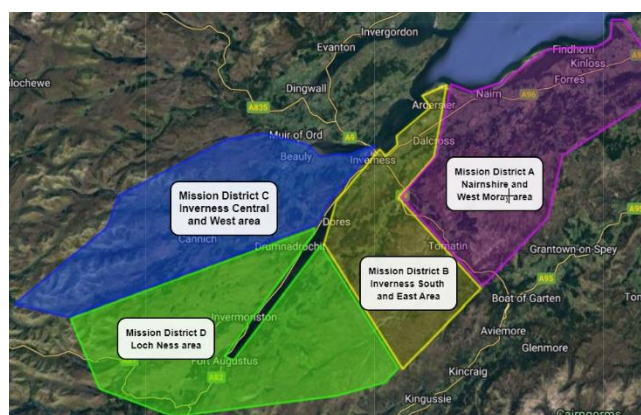 Invergordon
Evanton
Findhorn
Kinloss
Forres
Dingwall
Nairn
A96
Ardersier
A835
A9
Muir of Ord
Dalcross
Beauly
Inverness
Mission District A
Nairnshire and
West Moray area
Mission District C
Inverness Central
and West area
Dores
Cannich
Drumnadrochit
Tomatin
Grantown-on-Spey
A95
Mission District B
Inverness South
and East Area
Boat of Garten
Invermoriston
Mission District D
Loch Ness area
Aviemore
Glenmore
Fort Augustus
A82
Kincraig
Kingussie
Cairngorms